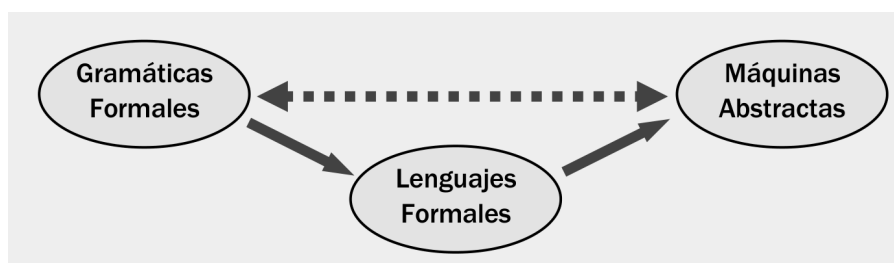 Gramáticas
Formales
Máquinas
Abstractas
Lenguajes
Formales